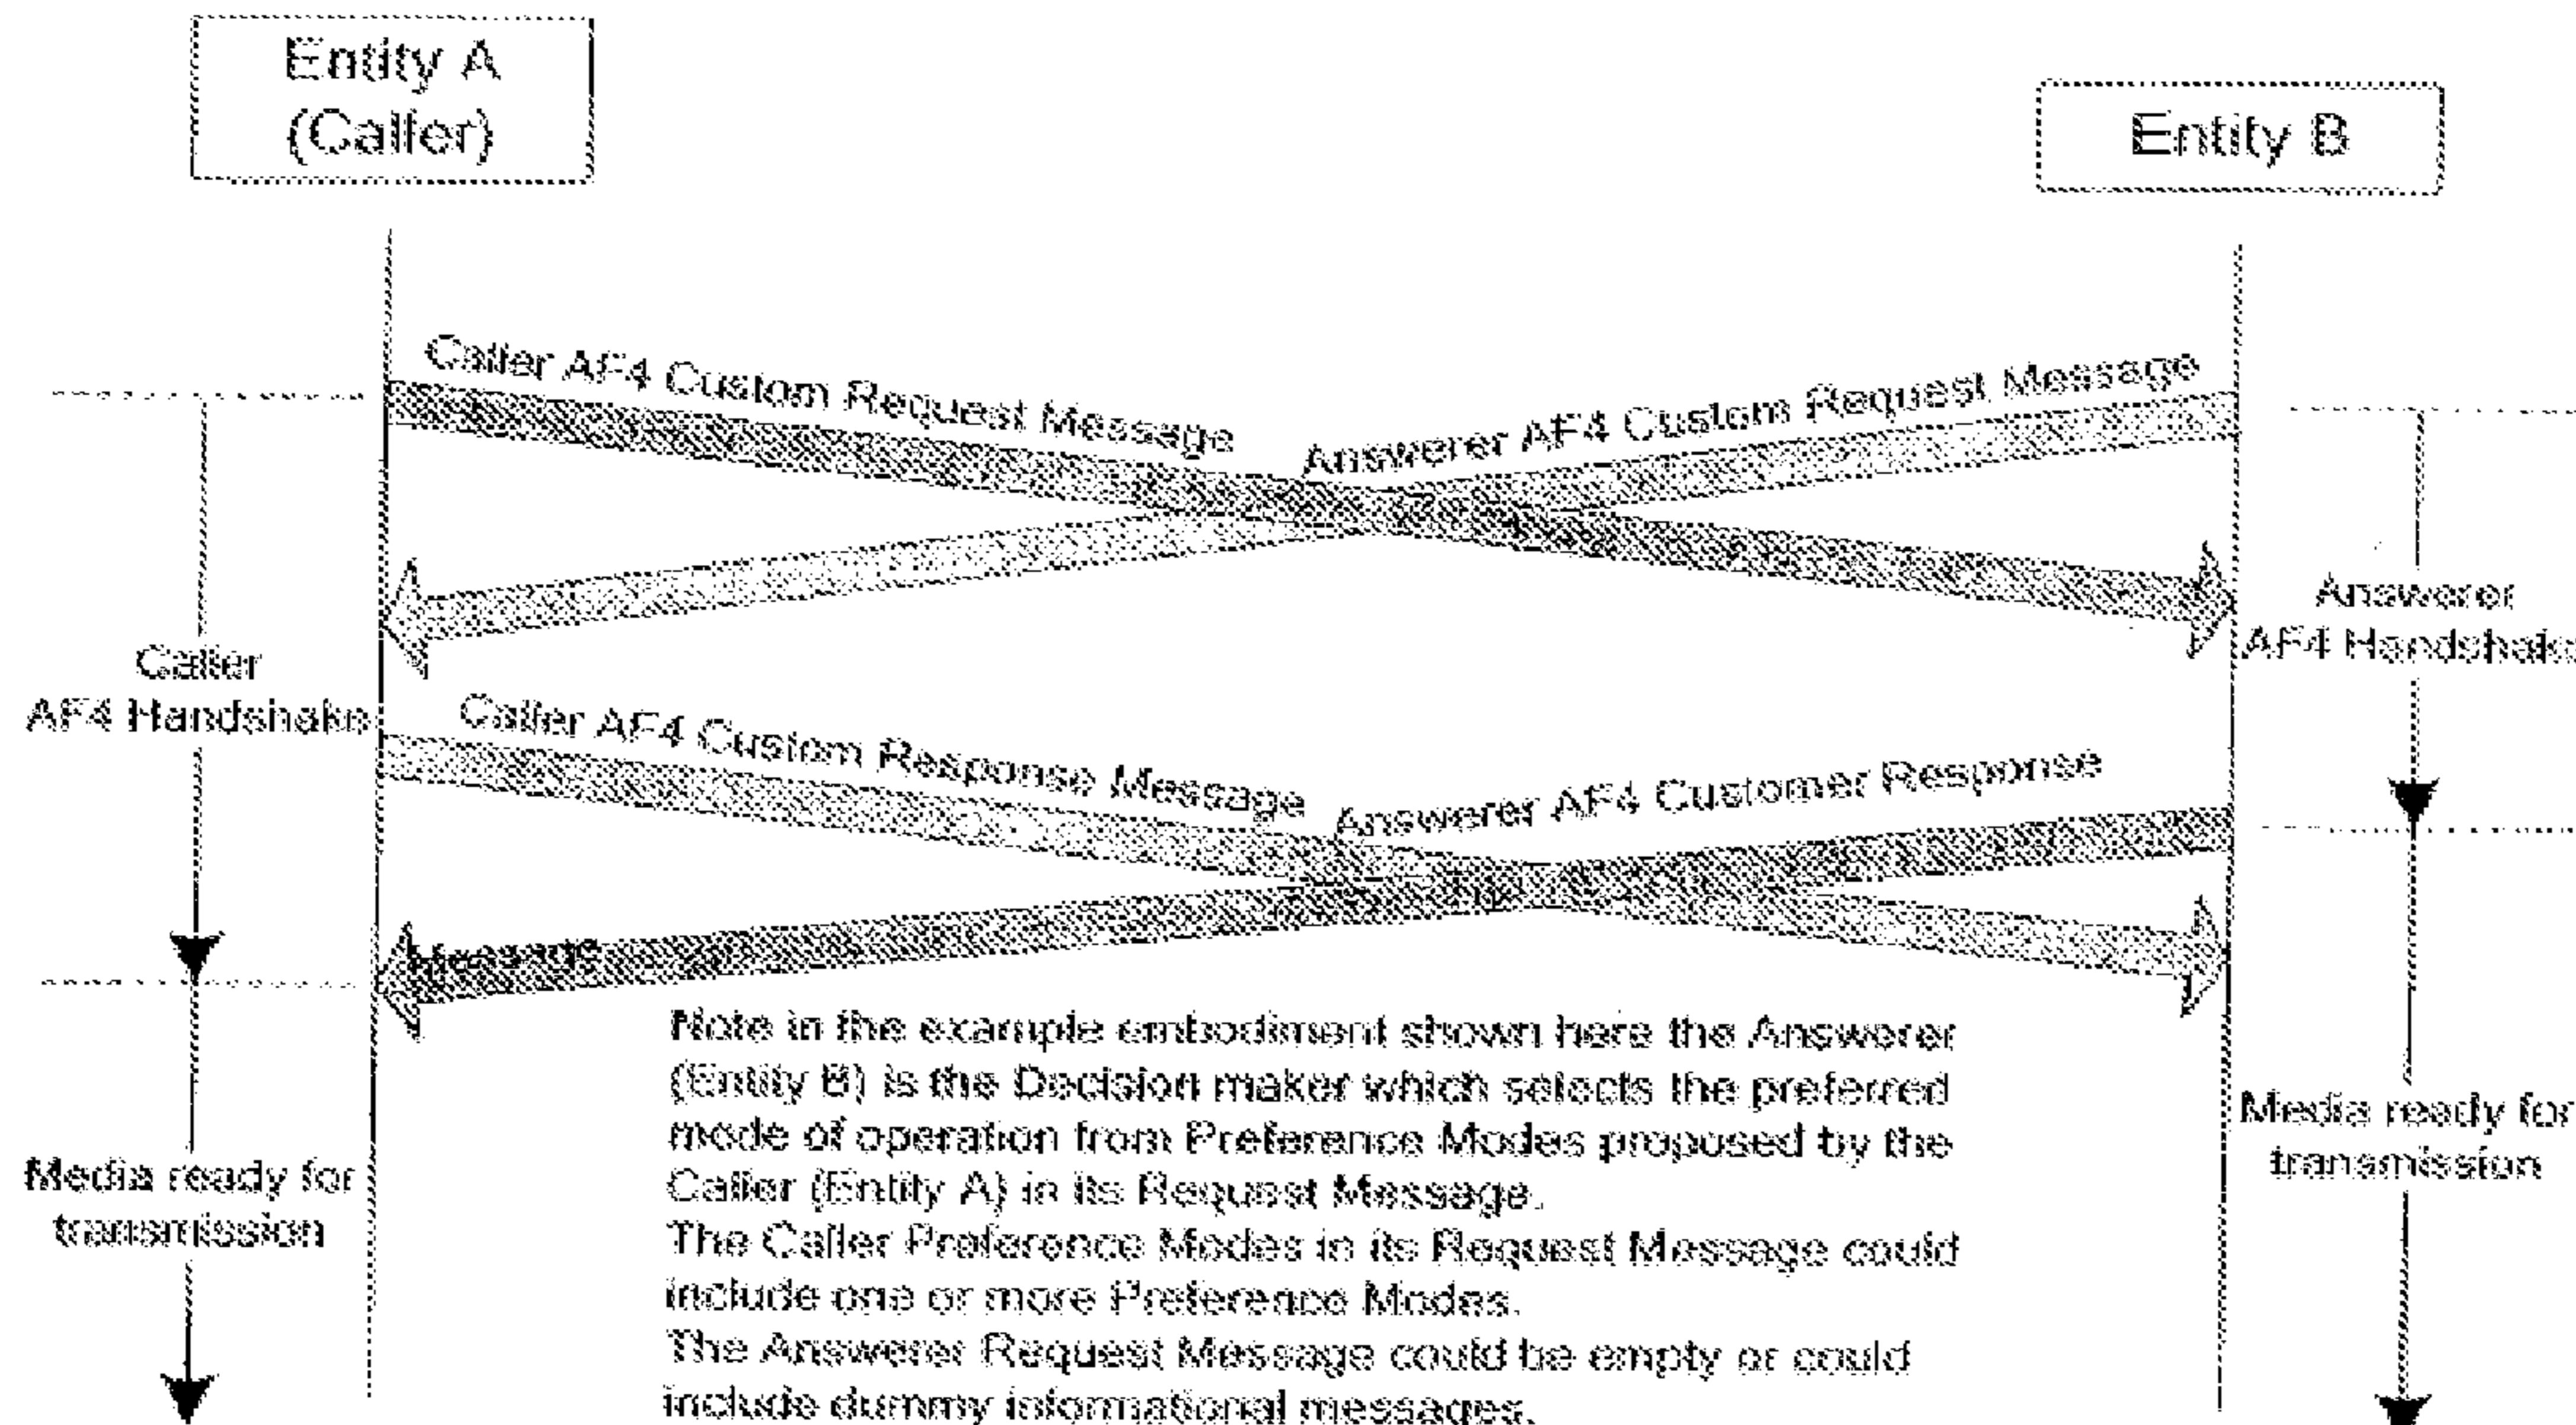 Entity A
(Caller)
Entity B
Caller AF4 Custom Request Message
Answerer AF4 Custom Request Message
Answerer
AF4 Handshake
Caller
AF4 Handshake
Caller AF4 Custom Response Message
Answerer AF4 Customer Response
Message
Note in the example embodiment shown here the Answerer
(Entity B) is the Decision maker which selects the preferred
mode of operation from Preference Modes proposed by the
Caller (Entity A) in its Request Message.
The Caller Preference Modes in its Request Message could
include one or more Preference Modes.
The Answerer Request Message could be empty or could
include dummy informational messages.
Media ready for
transmission
Media ready for
transmission